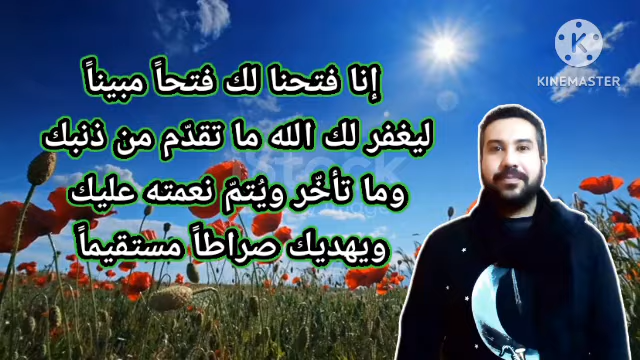 KINEMASTER
إنا فتحنا لك فتحاً مبيناً
ليغفر لك الله ما تقدّم من ذنبك
وما تأخّر ويُتمّ نعمته عليك
ويهديك صراطاً مستقيماً